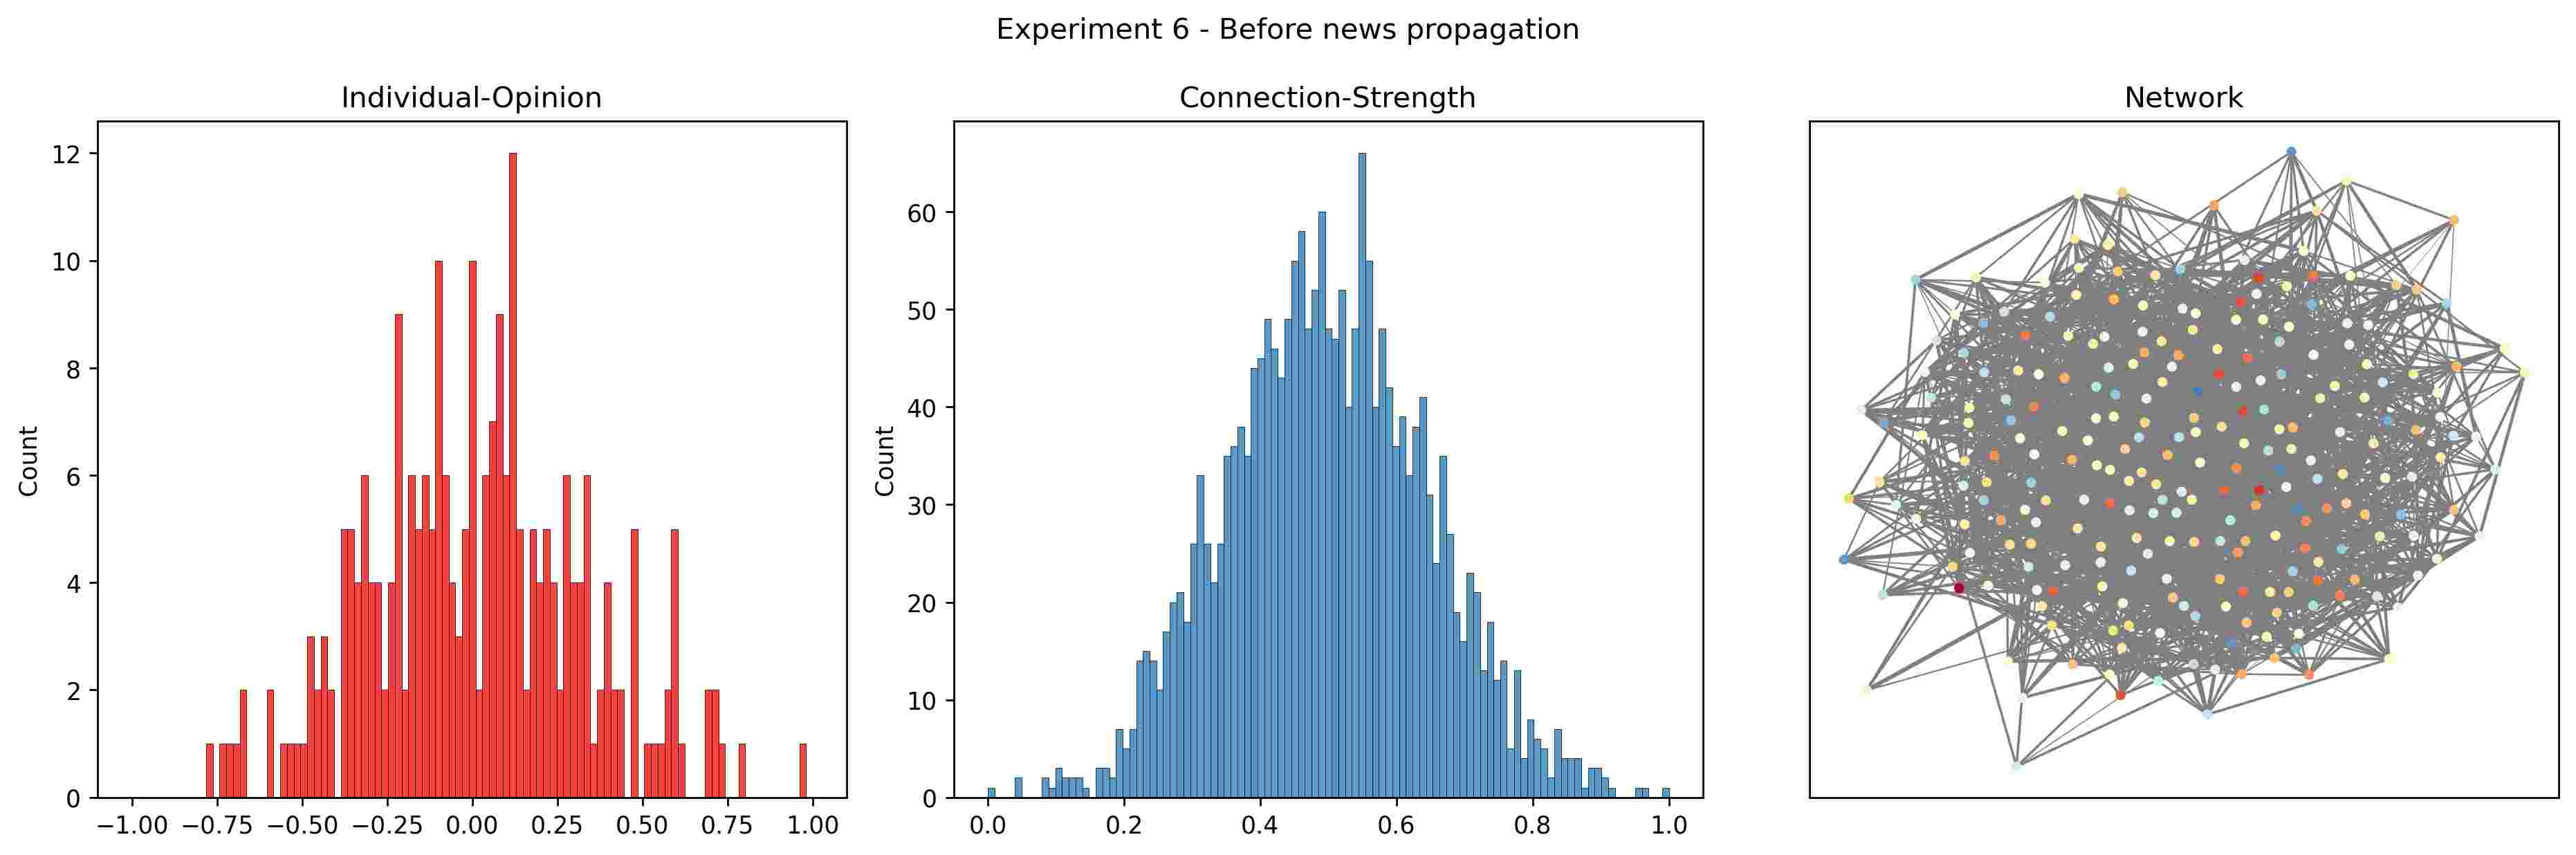 Experiment 6 - Before news propagation
Individual-Opinion
Count
12
10
8
6
4
2
0
−1.00 −0.75 −0.50 −0.25 0.00 0.25 0.50 0.75 1.00
Connection-Strength
Count
60
50
40
30
20
10
0
0.0 0.2 0.4 0.6 0.8 1.0
Network